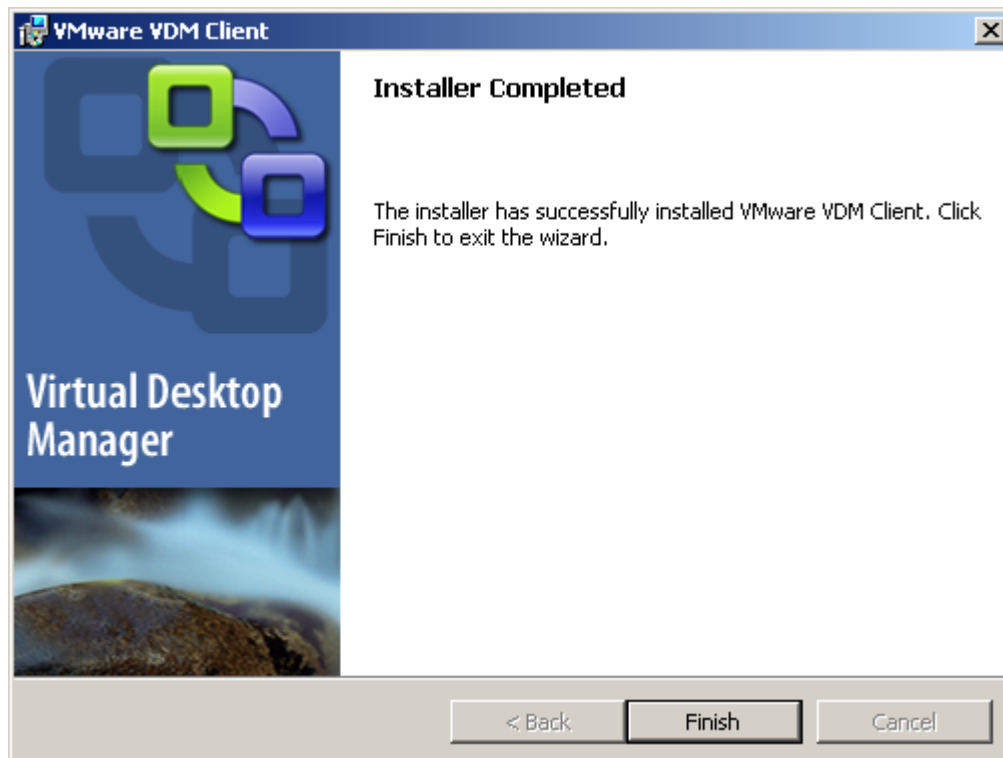 VMware VDM Client
Installer Completed
The installer has successfully installed VMware VDM Client. Click
Finish to exit the wizard.
Virtual Desktop
Manager
< Back
Finish
Cancel